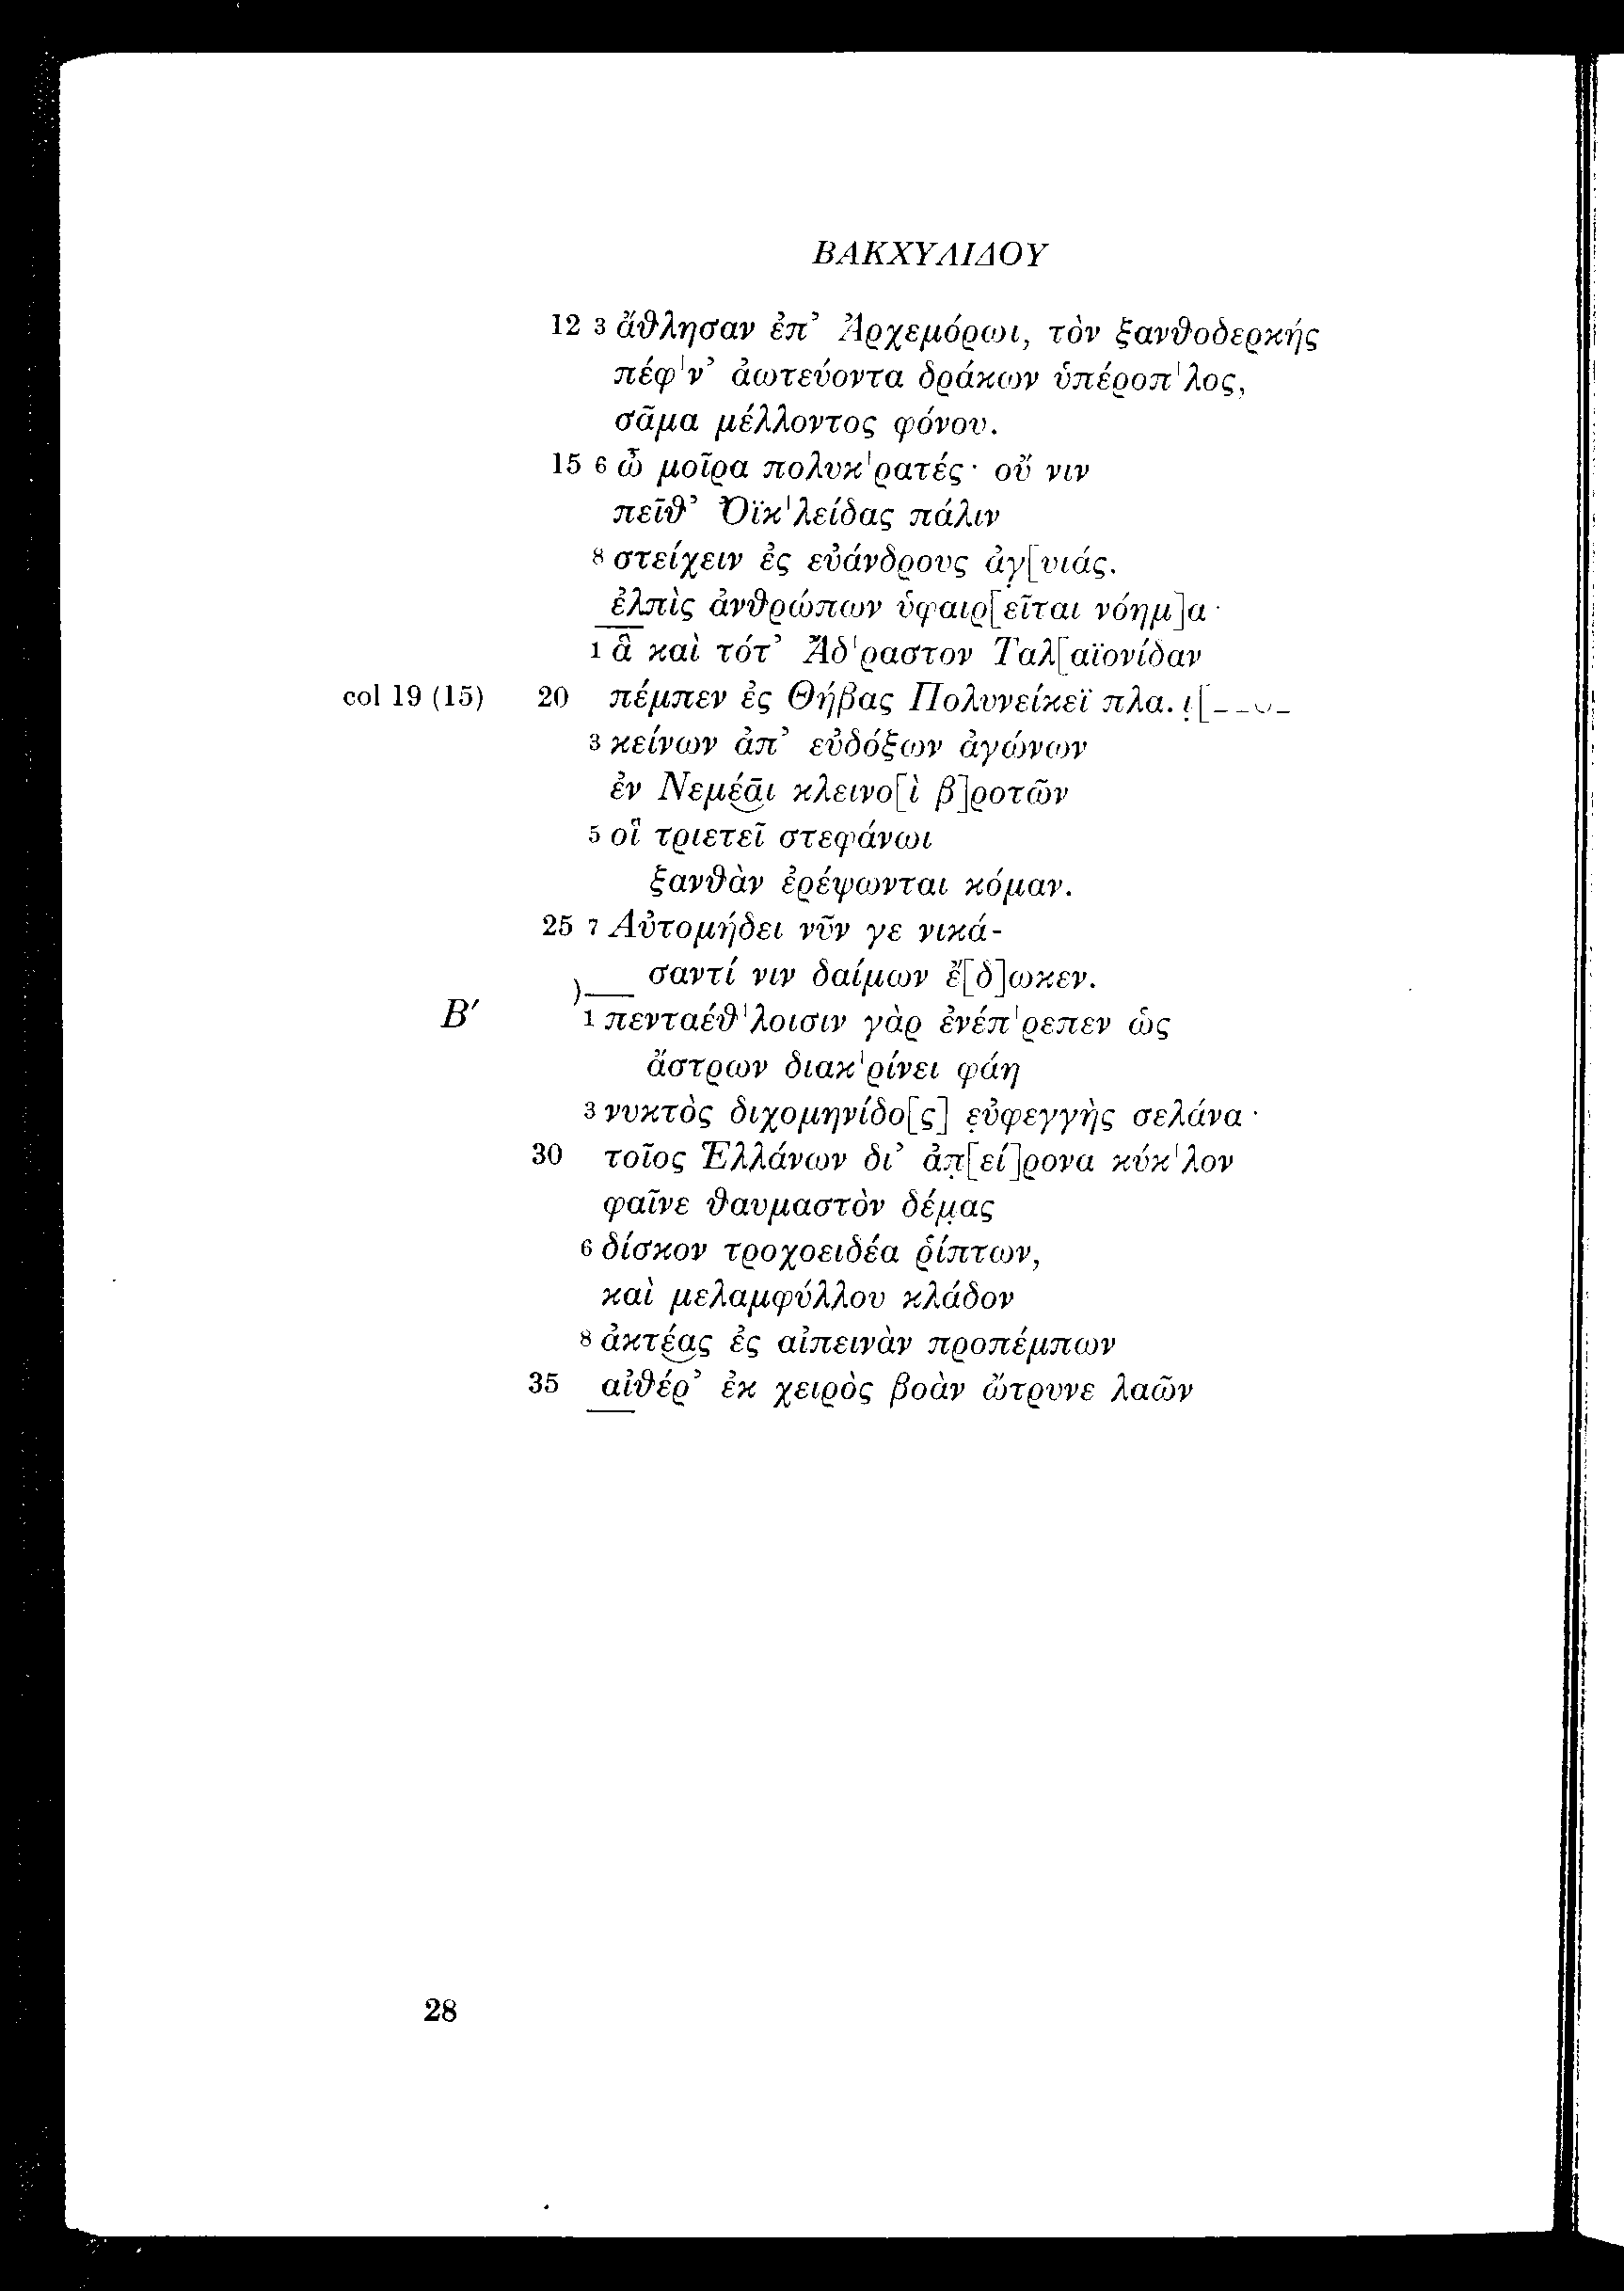 ΒΑΚΧΥΛΙΔΟΥ
12 3 ἄθλησαν ἐπ’ Ἀρχεμόρωι, τὸν ξανθοδερκής
πέφ'ν’ ἀωτεύοντα δράκων ὑπέροπ'λος,
σᾶμα μέλλοντος φόνου.
15 6 ὦ μοῖρα πολυκ'ρατές· οὔ νιν
πεῖθ’ Ὀϊκ'λείδας πάλιν
8 στείχειν ἐς εὐάνδρους ἀγ̣[υιάς.
ἐλπὶς ἀνθρώπων ὑφαιρ[εῖται νόημ]α·
1 ἃ καὶ τότ’ Ἄδ'ραστον Ταλ[αϊονίδαν
col 19 (15) 20 πέμπεν ἐς Θήβας Πολυνείκεϊ πλα. ι̣[_ _ ⏑ _
3 κείνων ἀπ’ εὐδόξων ἀγώνων
ἐν Νεμέ͜αι κλεινο[ὶ β]ροτῶν
5 οἳ τριετεῖ στεφάνωι
ξανθὰν ἐρέψωνται κόμαν.
25 7 Αὐτομήδει νῦν γε νικά-
σαντί νιν δαίμων ἔ[δ]ωκεν.
Β′ )___ 1 πενταέθ'λοισιν γὰρ ἐνέπ'ρεπεν ὡς
ἄστρων διακ'ρίνει φάη
3 νυκτὸς διχομηνίδο[ς] ε̣ὐφεγγὴς σελάνα·
30 τοῖος Ἑλλάνων δι’ ἀπ̣[εί]ρονα κύκ'λον
φαῖνε θαυμαστὸν δέμ̣ας
6 δίσκον τροχοειδέα ῥίπτων,
καὶ μελαμφύλλου κλάδον
8 ἀκτέ͜ας ἐς αἰπεινὰν προπέμπων
35 αἰθέρ’ ἐκ χειρὸς βοὰν ὤτρυνε λαῶν
28